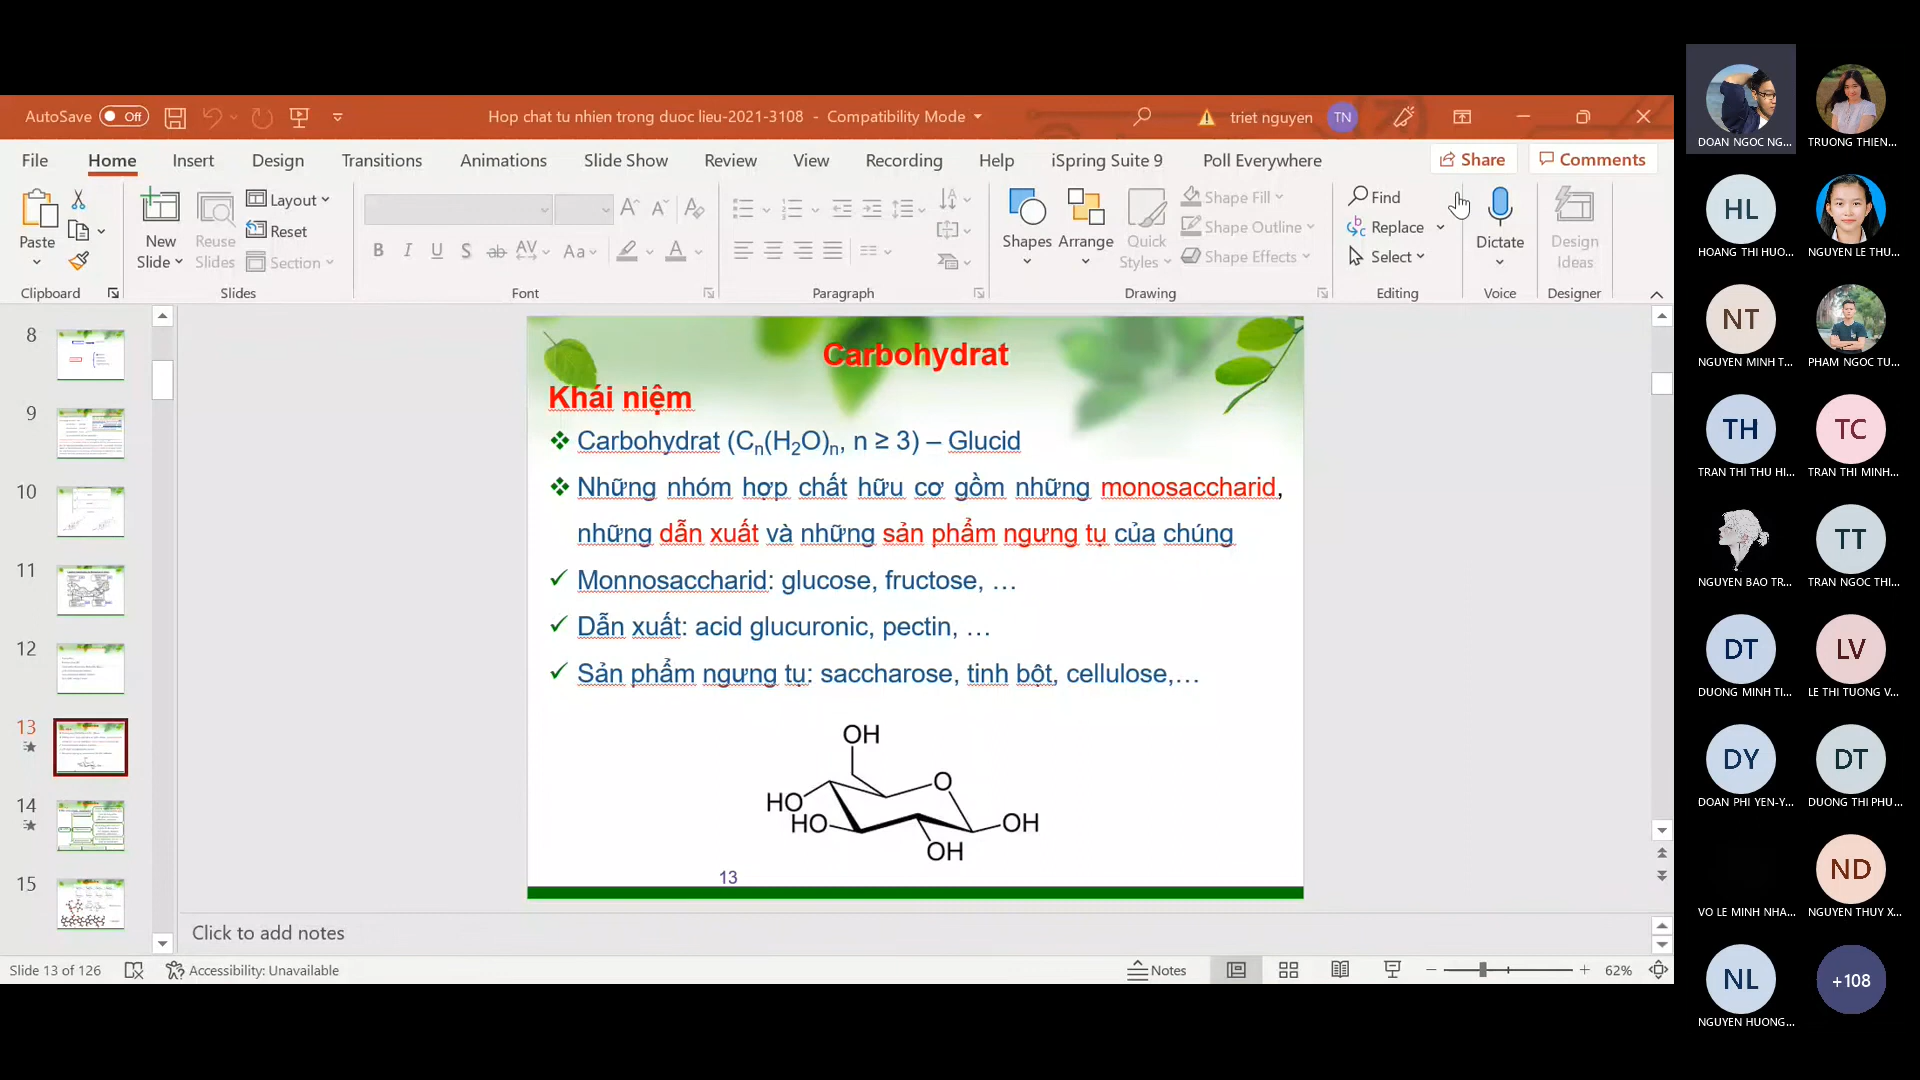 AutoSave Off
Hop chat tu nhien trong duoc lieu-2021-3108 - Compatibility Mode
triet nguyen TN
File Home Insert Design Transitions Animations Slide Show Review View Recording Help iSpring Suite 9 Poll Everywhere Share Comments
Paste
Clipboard
New Slide
Reuse Slides
Layout
Reset
Section
Slides
Font
Paragraph
Shapes
Arrange
Quick Styles
Shape Fill
Shape Outline
Shape Effects
Drawing
Find
Replace
Select
Editing
Dictate
Voice
Design Ideas
Designer
8
9
10
11
12
13
14
15
Carbohydrat
Khái niệm
Carbohydrat (Cn(H2O)n, n ≥ 3) – Glucid
Những nhóm hợp chất hữu cơ gồm những monosaccharid,
những dẫn xuất và những sản phẩm ngưng tụ của chúng
Monnosaccharid: glucose, fructose, …
Dẫn xuất: acid glucuronic, pectin, …
Sản phẩm ngưng tụ: saccharose, tinh bột, cellulose,…
OH
O
HO
HO
OH
OH
13
Click to add notes
Slide 13 of 126 Accessibility: Unavailable Notes 62%
DOAN NGOC NG...
TRUONG THIEN...
HL
HOANG THI HUO...
NGUYEN LE THU...
NT
NGUYEN MINH T...
PHAM NGOC TU...
TH
TRAN THI THU HI...
TC
TRAN THI MINH...
NGUYEN BAO TR...
TT
TRAN NGOC THI...
DT
DUONG MINH TI...
LV
LE THI TUONG V...
DY
DOAN PHI YEN-Y...
DT
DUONG THI PHU...
VO LE MINH NHA...
ND
NGUYEN THUY X...
NL
NGUYEN HUONG...
+108